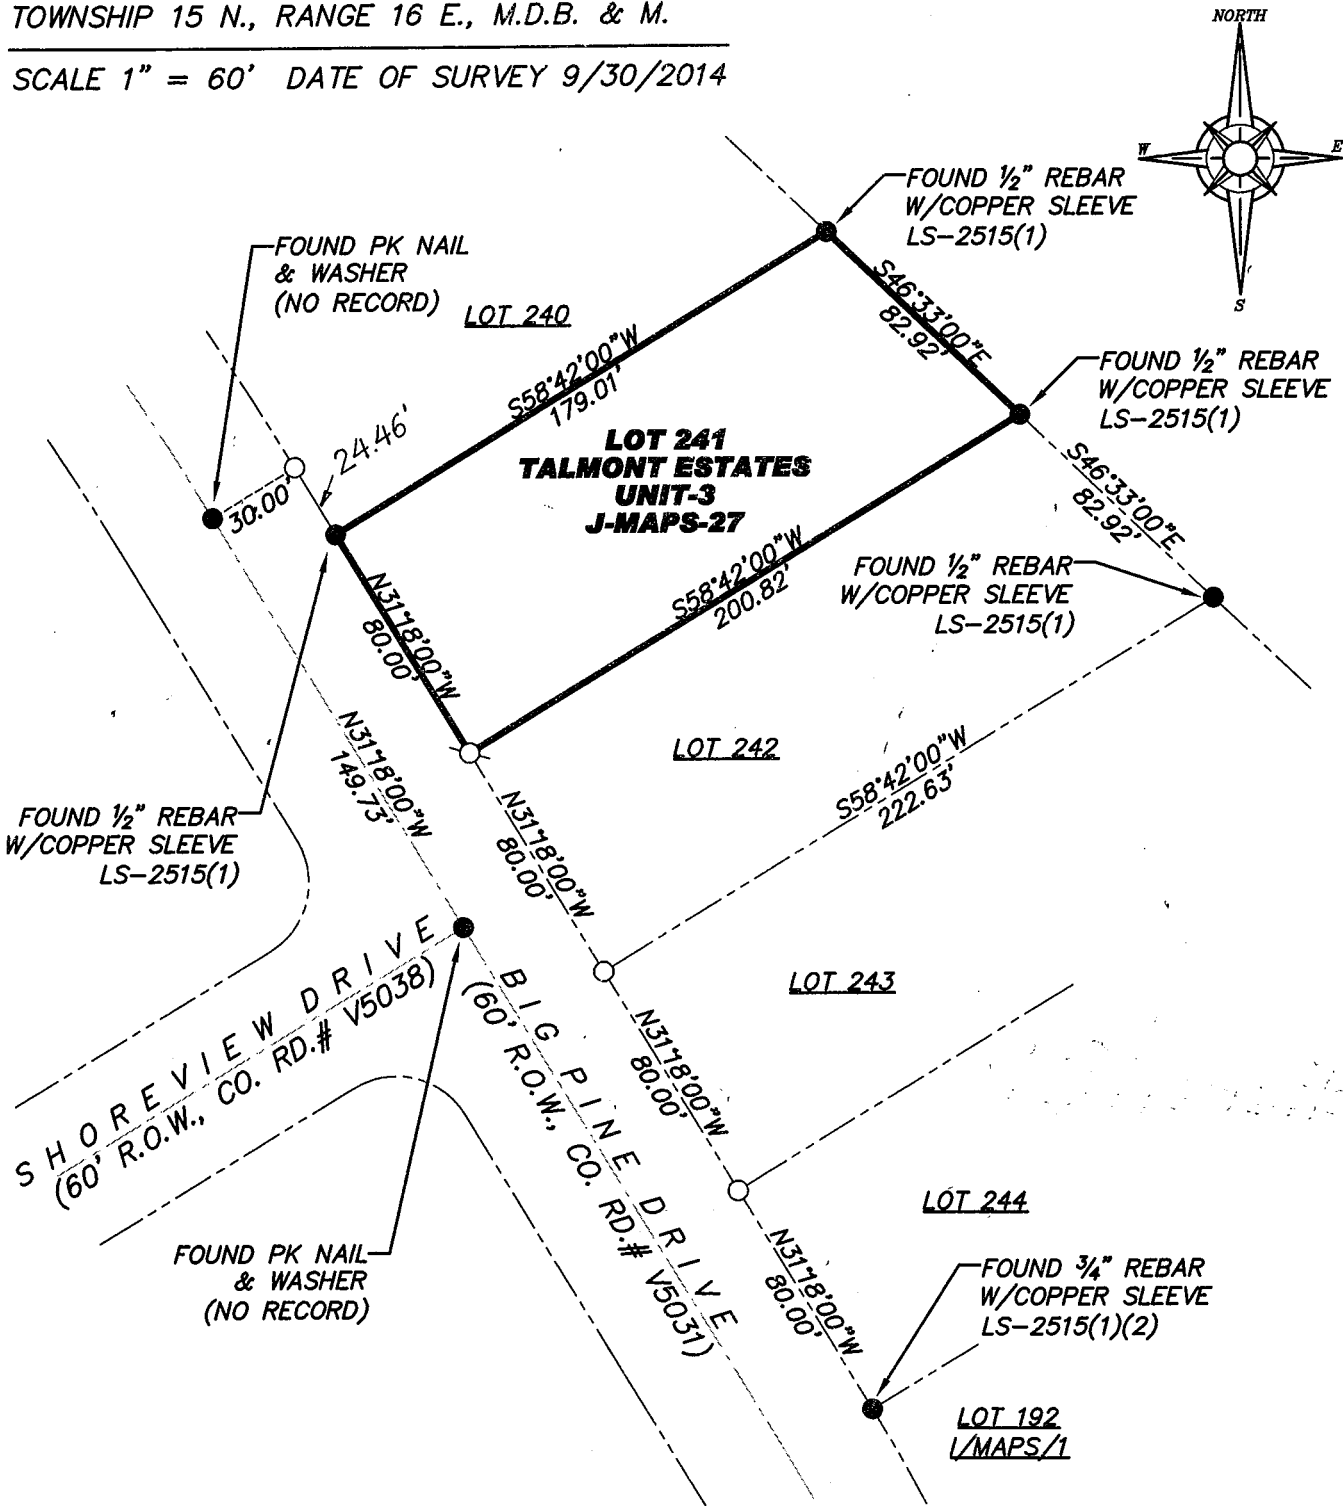 TOWNSHIP 15 N., RANGE 16 E., M.D.B. & M.
SCALE 1" = 60' DATE OF SURVEY 9/30/2014
NORTH
W
E
S
FOUND ½" REBAR
W/COPPER SLEEVE
LS-2515(1)
FOUND PK NAIL
& WASHER
(NO RECORD)
LOT 240
S46°33'00"E
82.92'
S58°42'00"W
179.01'
FOUND ½" REBAR
W/COPPER SLEEVE
LS-2515(1)
24.46'
30.00'
LOT 241
TALMONT ESTATES
UNIT-3
J-MAPS-27
S46°33'00"E
82.92'
S58°42'00"W
200.82'
FOUND ½" REBAR
W/COPPER SLEEVE
LS-2515(1)
N31°18'00"W
80.00'
N31°18'00"W
149.73'
LOT 242
S58°42'00"W
222.63'
FOUND ½" REBAR
W/COPPER SLEEVE
LS-2515(1)
N31°18'00"W
80.00'
SHOREVIEW DRIVE
(60' R.O.W., CO. RD.# V5038)
BIG PINE DRIVE
(60' R.O.W., CO. RD.# V5031)
LOT 243
N31°18'00"W
80.00'
LOT 244
FOUND PK NAIL
& WASHER
(NO RECORD)
N31°18'00"W
80.00'
FOUND ¾" REBAR
W/COPPER SLEEVE
LS-2515(1)(2)
LOT 192
I/MAPS/1